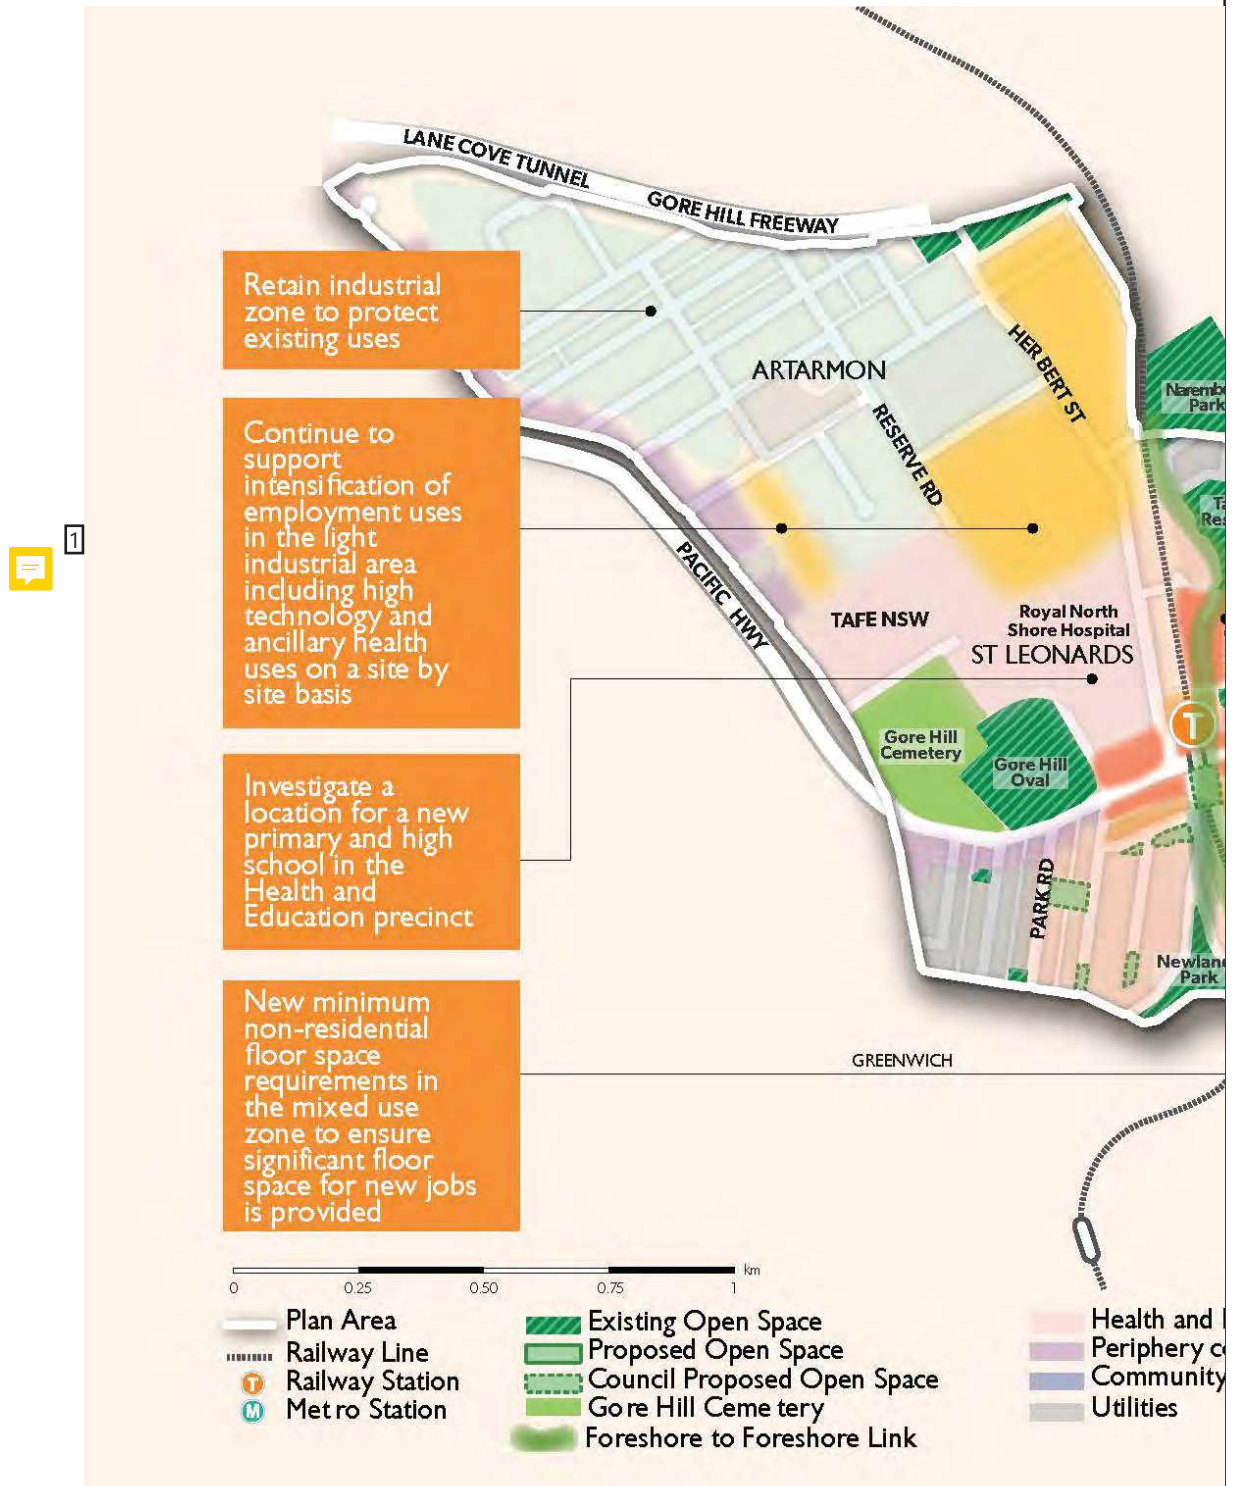 LANE COVE TUNNEL
GORE HILL FREEWAY
Retain industrial
zone to protect
existing uses
ARTARMON
HERBERT ST
RESERVE RD
Park
Continue to
support
intensification of
employment uses
in the light
industrial area
including high
technology and
ancillary health
uses on a site by
site basis
1
PACIFIC HWY
TAFE NSW
Royal North
Shore Hospital
ST LEONARDS
T
Gore Hill
Cemetery
Gore Hill
Oval
Investigate a
location for a new
primary and high
school in the
Health and
Education precinct
PARK RD
Park
New minimum
non-residential
floor space
requirements in
the mixed use
zone to ensure
significant floor
space for new jobs
is provided
GREENWICH
0 0.25 0.50 0.75 1 km
Plan Area
Railway Line
T Railway Station
M Metro Station
Existing Open Space
Proposed Open Space
Council Proposed Open Space
Gore Hill Cemetery
Foreshore to Foreshore Link
Health and
Periphery
Community
Utilities